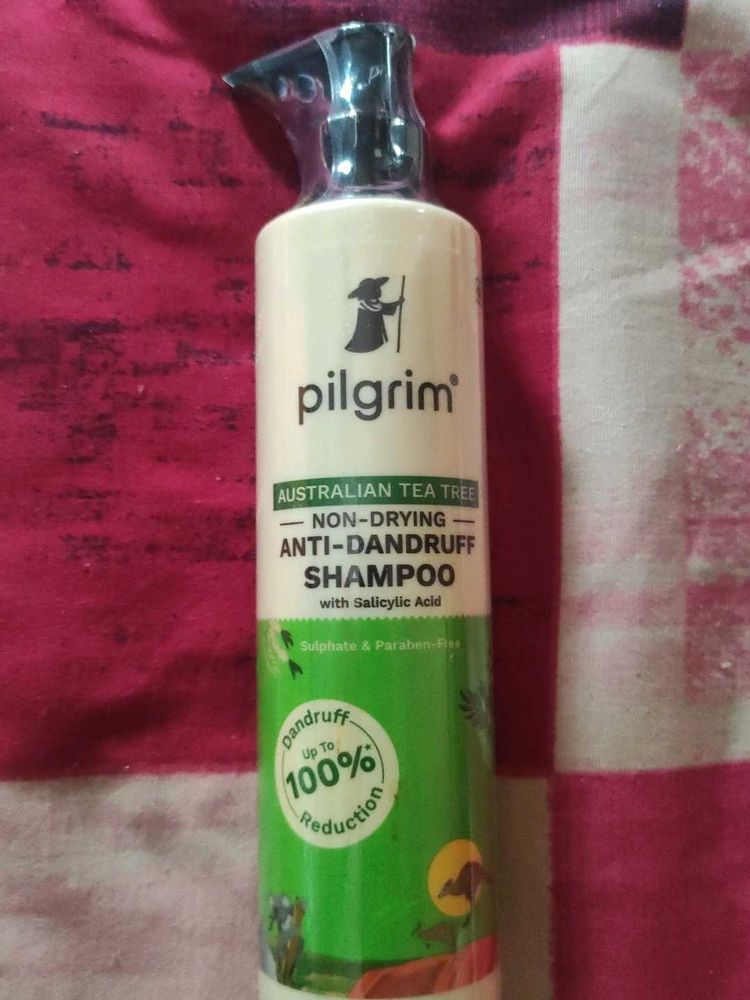 pilgrim®
AUSTRALIAN TEA TREE
NON-DRYING
ANTI-DANDRUFF
SHAMPOO
with Salicylic Acid
Sulphate & Paraben-Free
Dandruff
Up To
100%*
Reduction